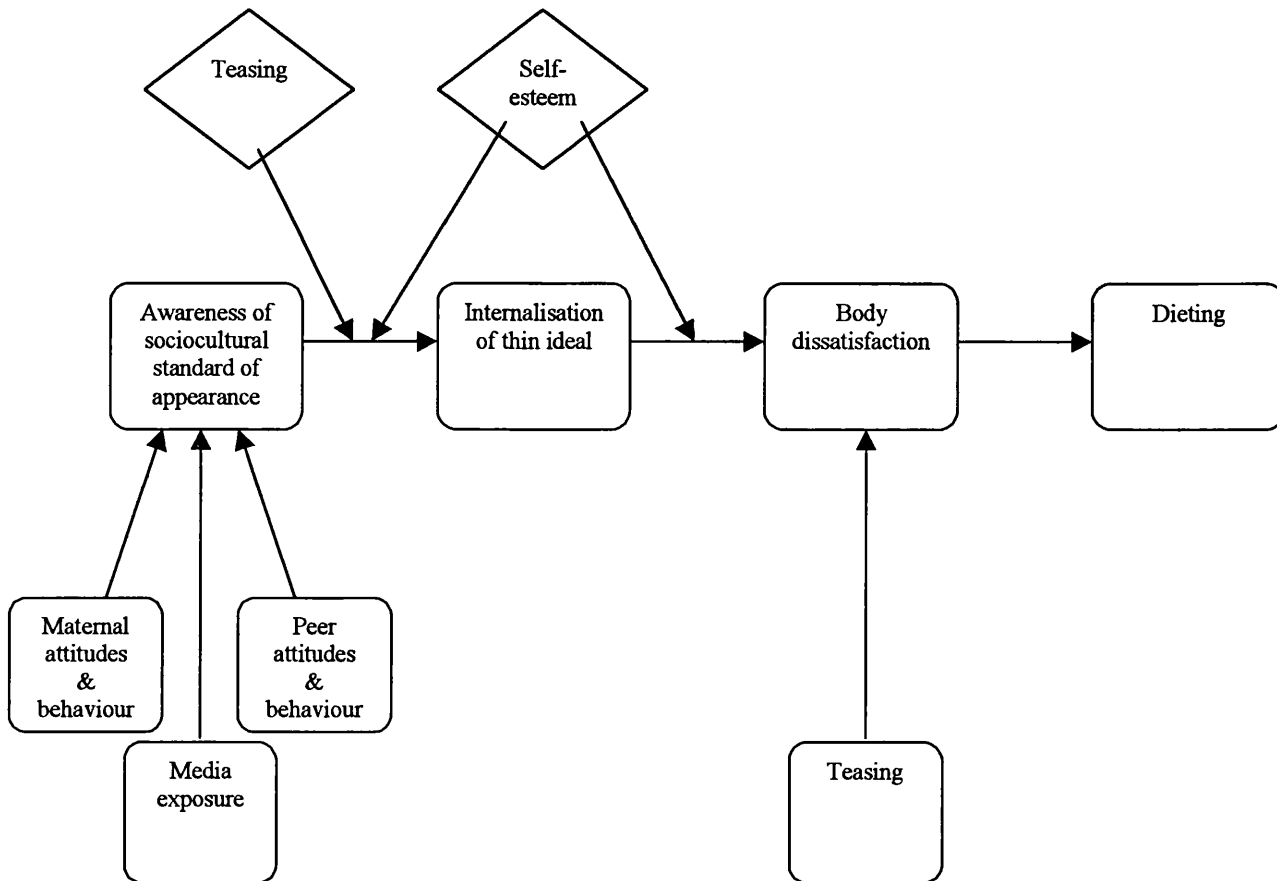 Teasing
Self-
esteem
Awareness of
sociocultural
standard of
appearance
Internalisation
of thin ideal
Body
dissatisfaction
Dieting
Maternal
attitudes
&
behaviour
Peer
attitudes
&
behaviour
Media
exposure
Teasing